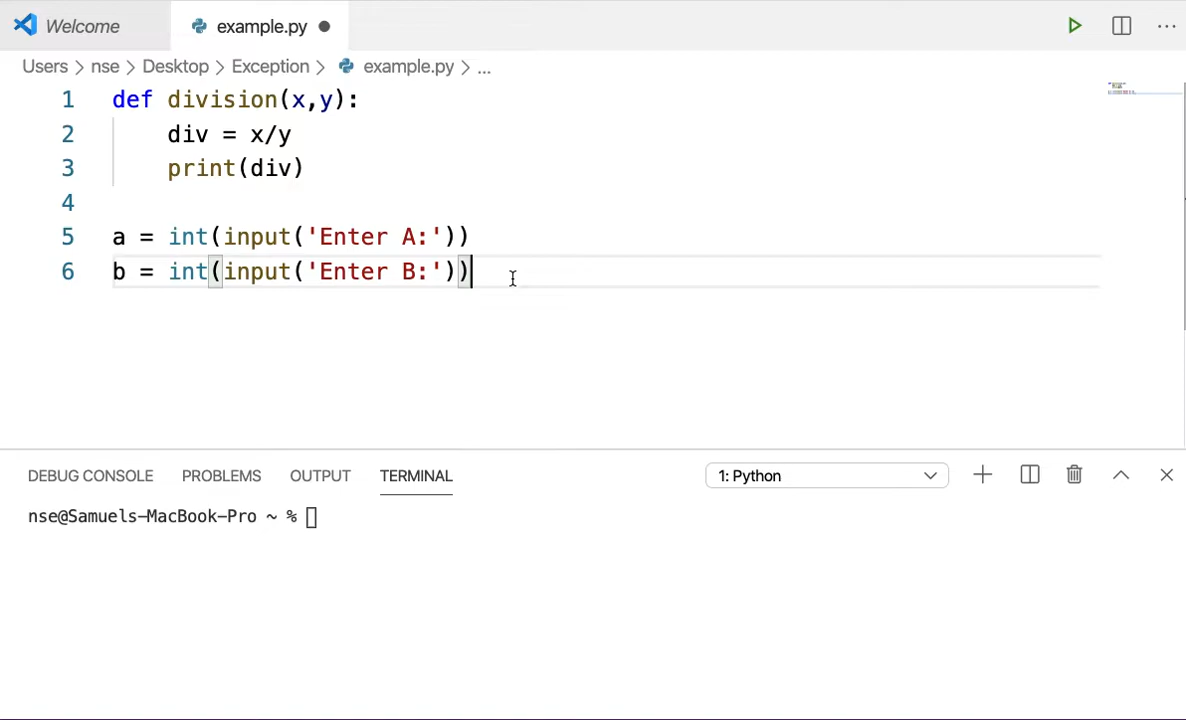 Welcome example.py
Users > nse > Desktop > Exception > example.py > ...
1 def division(x,y):
2     div = x/y
3     print(div)
4
5 a = int(input('Enter A:'))
6 b = int(input('Enter B:'))
DEBUG CONSOLE PROBLEMS OUTPUT TERMINAL 1: Python
nse@Samuels-MacBook-Pro ~ %